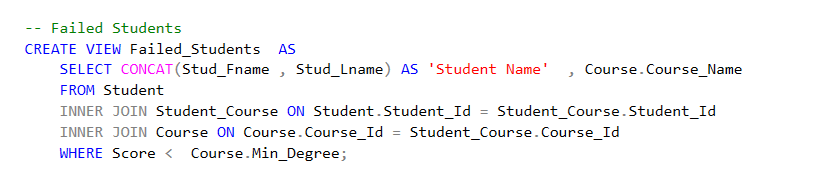 -- Failed Students
CREATE VIEW Failed_Students  AS
    SELECT CONCAT(Stud_Fname , Stud_Lname) AS 'Student Name'  , Course.Course_Name
    FROM Student
    INNER JOIN Student_Course ON Student.Student_Id = Student_Course.Student_Id
    INNER JOIN Course ON Course.Course_Id = Student_Course.Course_Id
    WHERE Score <  Course.Min_Degree;